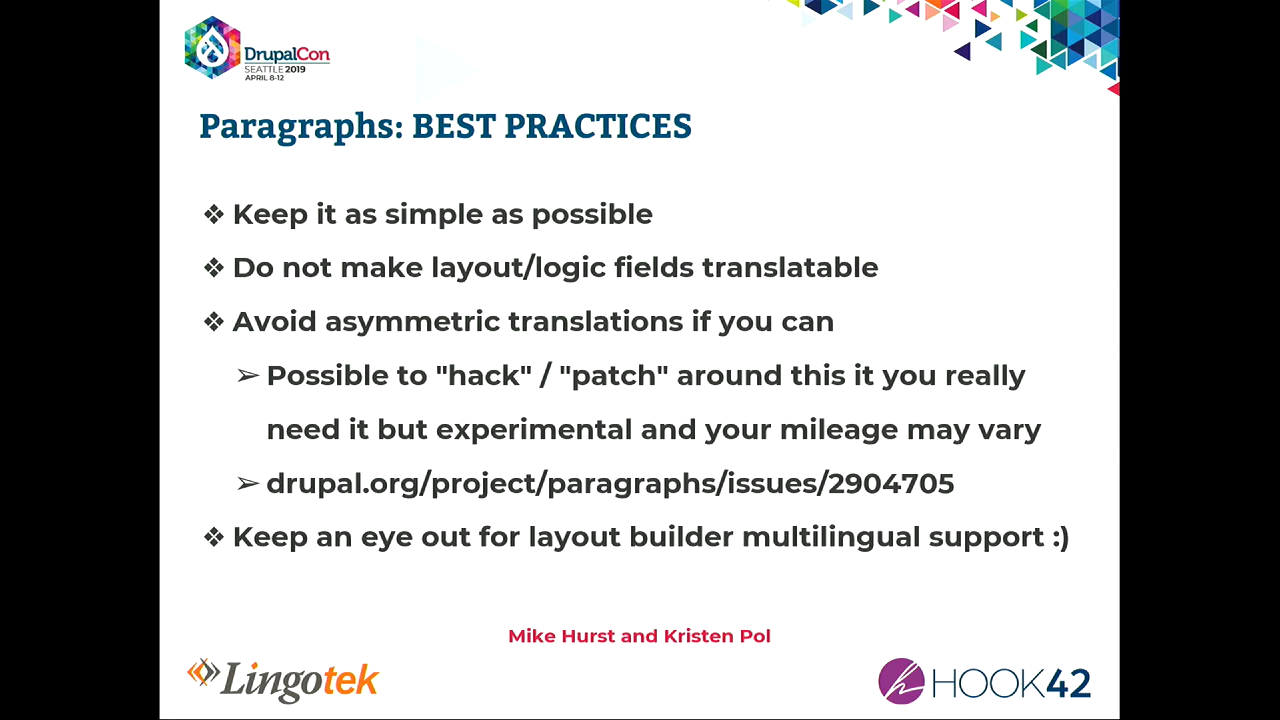 DrupalCon
SEATTLE 2019
APRIL 8-12
Paragraphs: BEST PRACTICES
❖ Keep it as simple as possible
❖ Do not make layout/logic fields translatable
❖ Avoid asymmetric translations if you can
➢ Possible to "hack" / "patch" around this it you really
need it but experimental and your mileage may vary
➢ drupal.org/project/paragraphs/issues/2904705
❖ Keep an eye out for layout builder multilingual support :)
Mike Hurst and Kristen Pol
Lingotek
HOOK42